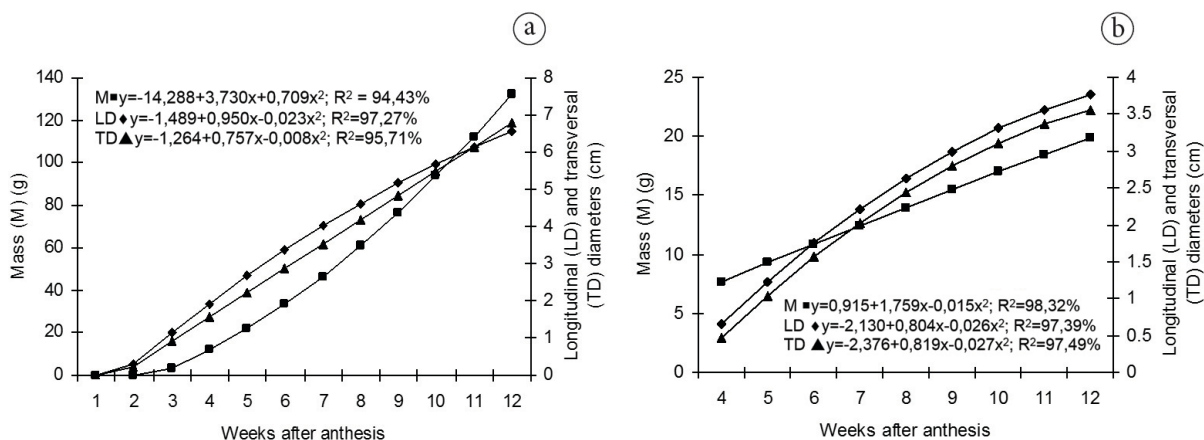 a
140
120
100
80
60
40
20
0
Mass (M) (g)
M y=-14,288+3,730x+0,709x²; R² = 94,43%
LD y=-1,489+0,950x-0,023x²; R²=97,27%
TD y=-1,264+0,757x-0,008x²; R²=95,71%
8
7
6
5
4
3
2
1
0
Longitudinal (LD) and transversal
(TD) diameters (cm)
1 2 3 4 5 6 7 8 9 10 11 12
Weeks after anthesis
b
25
20
15
10
5
0
Mass (M) (g)
M y=0,915+1,759x-0,015x²; R²=98,32%
LD y=-2,130+0,804x-0,026x²; R²=97,39%
TD y=-2,376+0,819x-0,027x²; R²=97,49%
4
3.5
3
2.5
2
1.5
1
0.5
0
Longitudinal (LD) and transversal
(TD) diameters (cm)
4 5 6 7 8 9 10 11 12
Weeks after anthesis